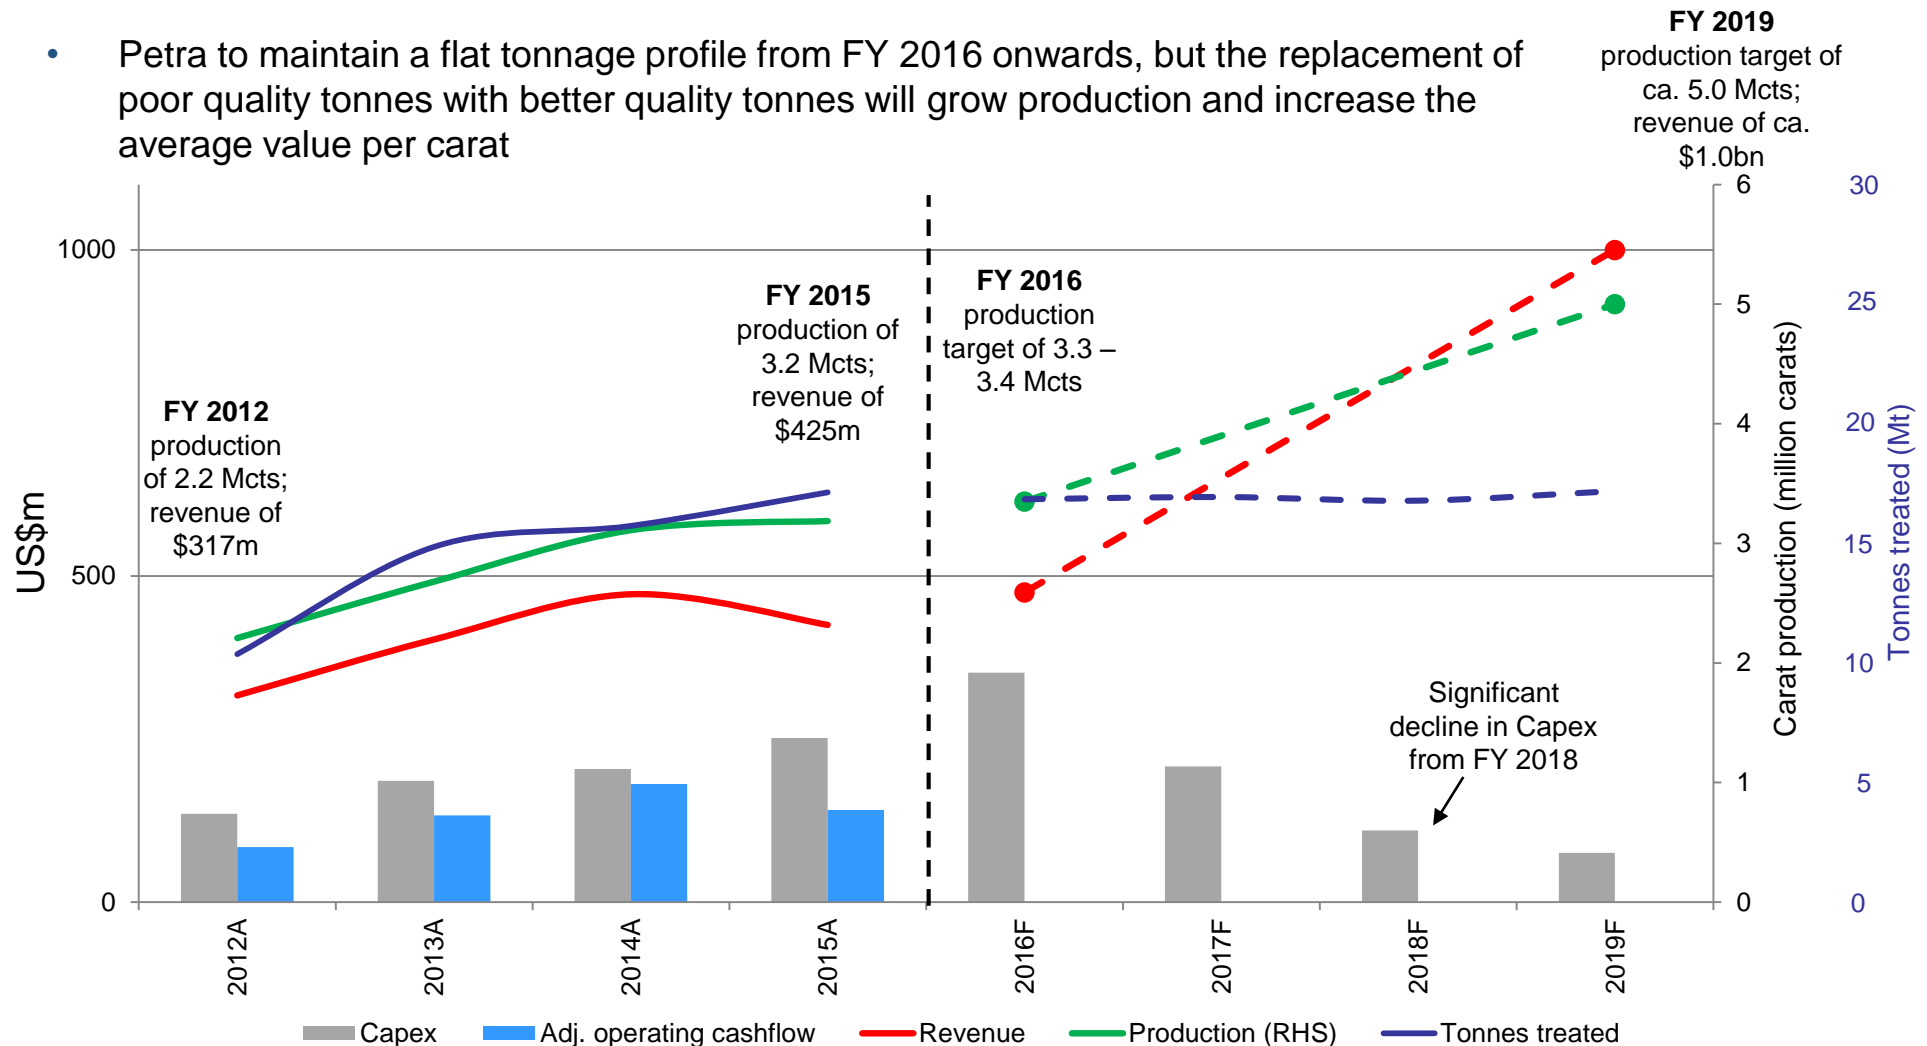 • Petra to maintain a flat tonnage profile from FY 2016 onwards, but the replacement of
poor quality tonnes with better quality tonnes will grow production and increase the
average value per carat
FY 2019
production target of
ca. 5.0 Mcts;
revenue of ca.
$1.0bn
US$m
1000
500
0
FY 2012
production
of 2.2 Mcts;
revenue of
$317m
FY 2015
production of
3.2 Mcts;
revenue of
$425m
FY 2016
production
target of 3.3 –
3.4 Mcts
Significant
decline in Capex
from FY 2018
6
5
4
3
2
1
0
Carat production (million carats)
30
25
20
15
10
5
0
Tonnes treated (Mt)
2012A
2013A
2014A
2015A
2016F
2017F
2018F
2019F
Capex
Adj. operating cashflow
Revenue
Production (RHS)
Tonnes treated